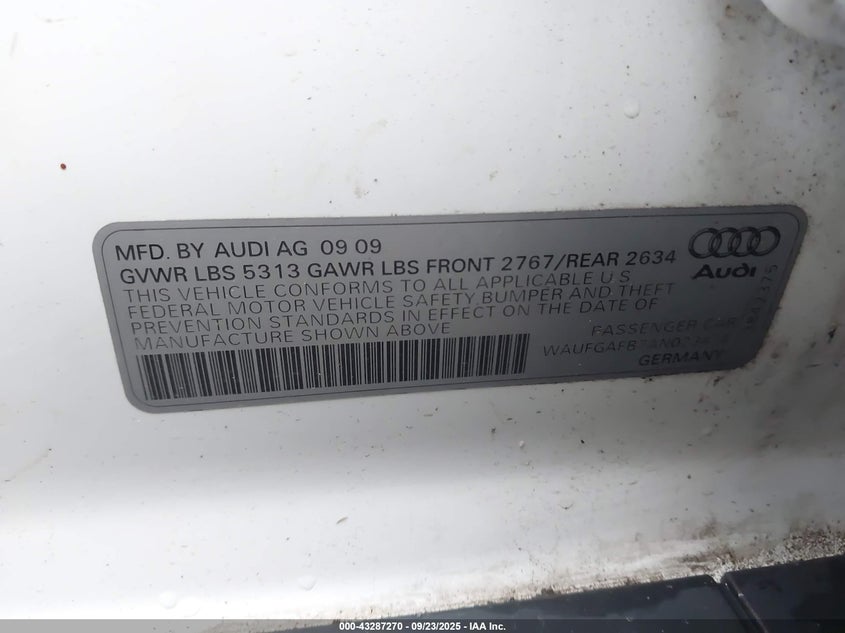 MFD. BY AUDI AG 09 09
GVWR LBS 5313 GAWR LBS FRONT 2767/REAR 2634
THIS VEHICLE CONFORMS TO ALL APPLICABLE U S
FEDERAL MOTOR VEHICLE SAFETY, BUMPER AND THEFT
PREVENTION STANDARDS IN EFFECT ON THE DATE OF
MANUFACTURE SHOWN ABOVE
PASSENGER CAR
GERMANY
Audi
000-43287270 - 09/23/2025 - IAA Inc.